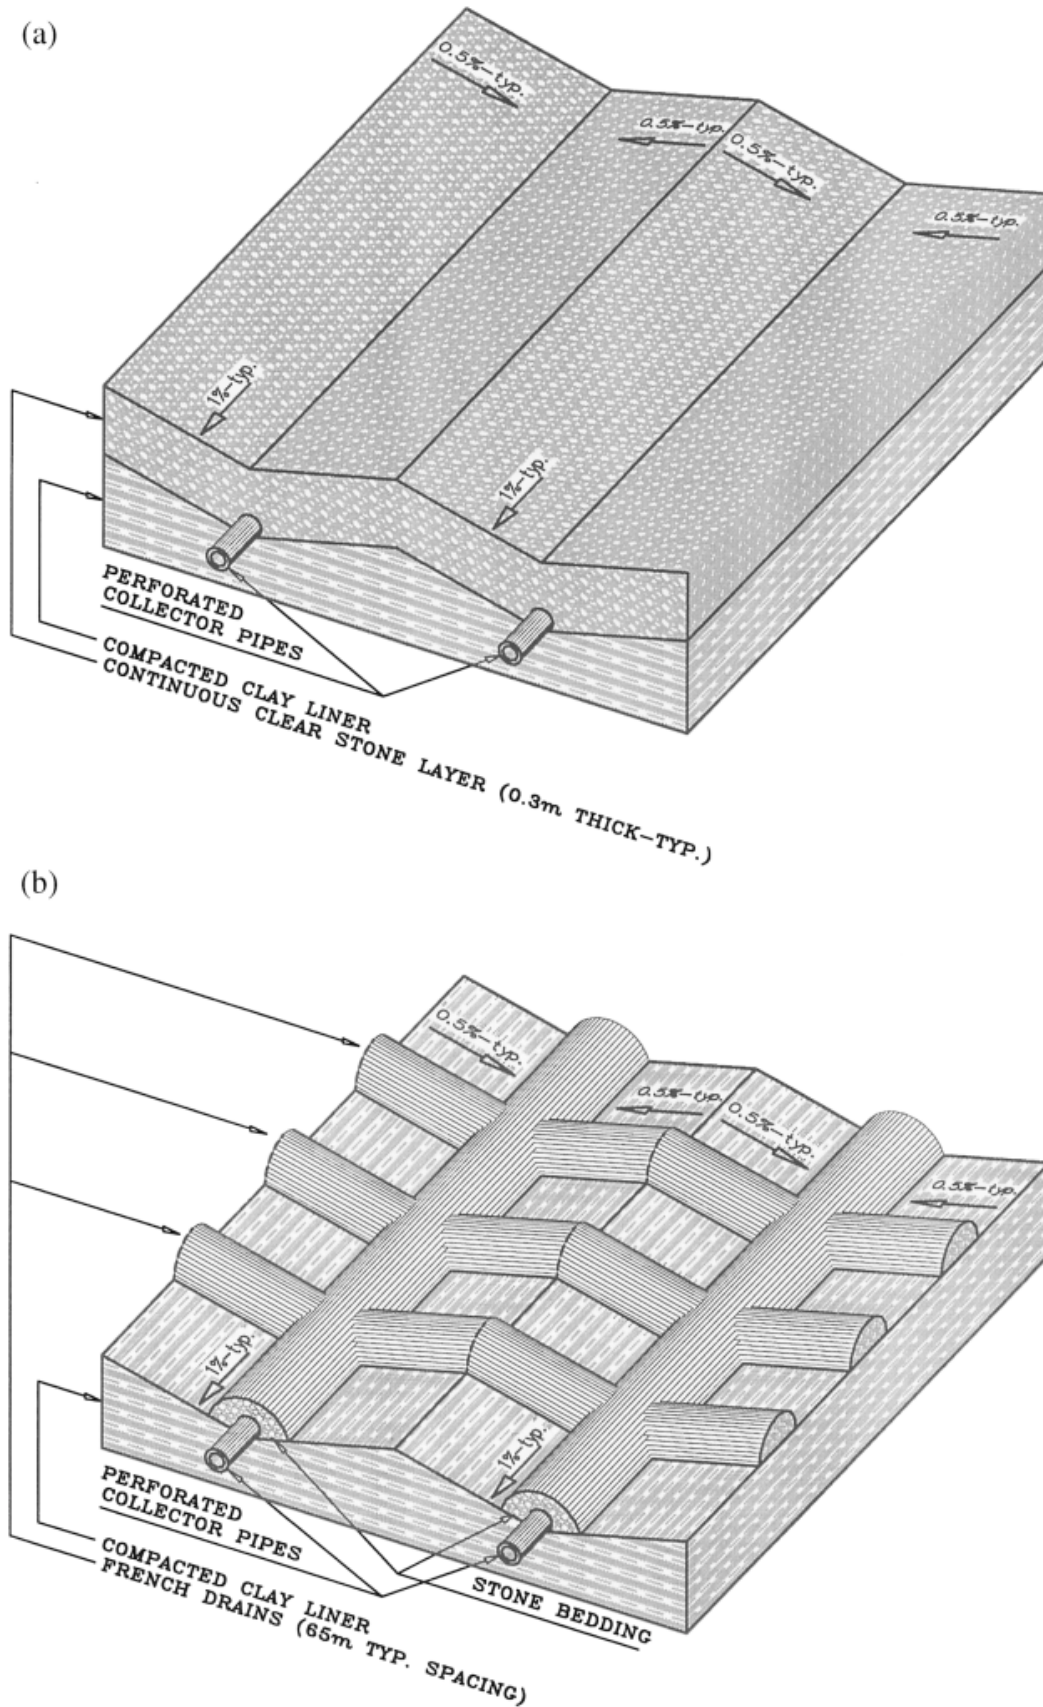 (a)
0.5%-typ.
0.5%-typ.
0.5%-typ.
0.5%-typ.
1%-typ.
1%-typ.
PERFORATED
COLLECTOR PIPES
COMPACTED CLAY LINER
CONTINUOUS CLEAR STONE LAYER (0.3m THICK-TYP.)
(b)
0.5%-typ.
0.5%-typ.
0.5%-typ.
0.5%-typ.
1%-typ.
1%-typ.
PERFORATED
COLLECTOR PIPES
COMPACTED CLAY LINER
FRENCH DRAINS (65m TYP. SPACING)
STONE BEDDING